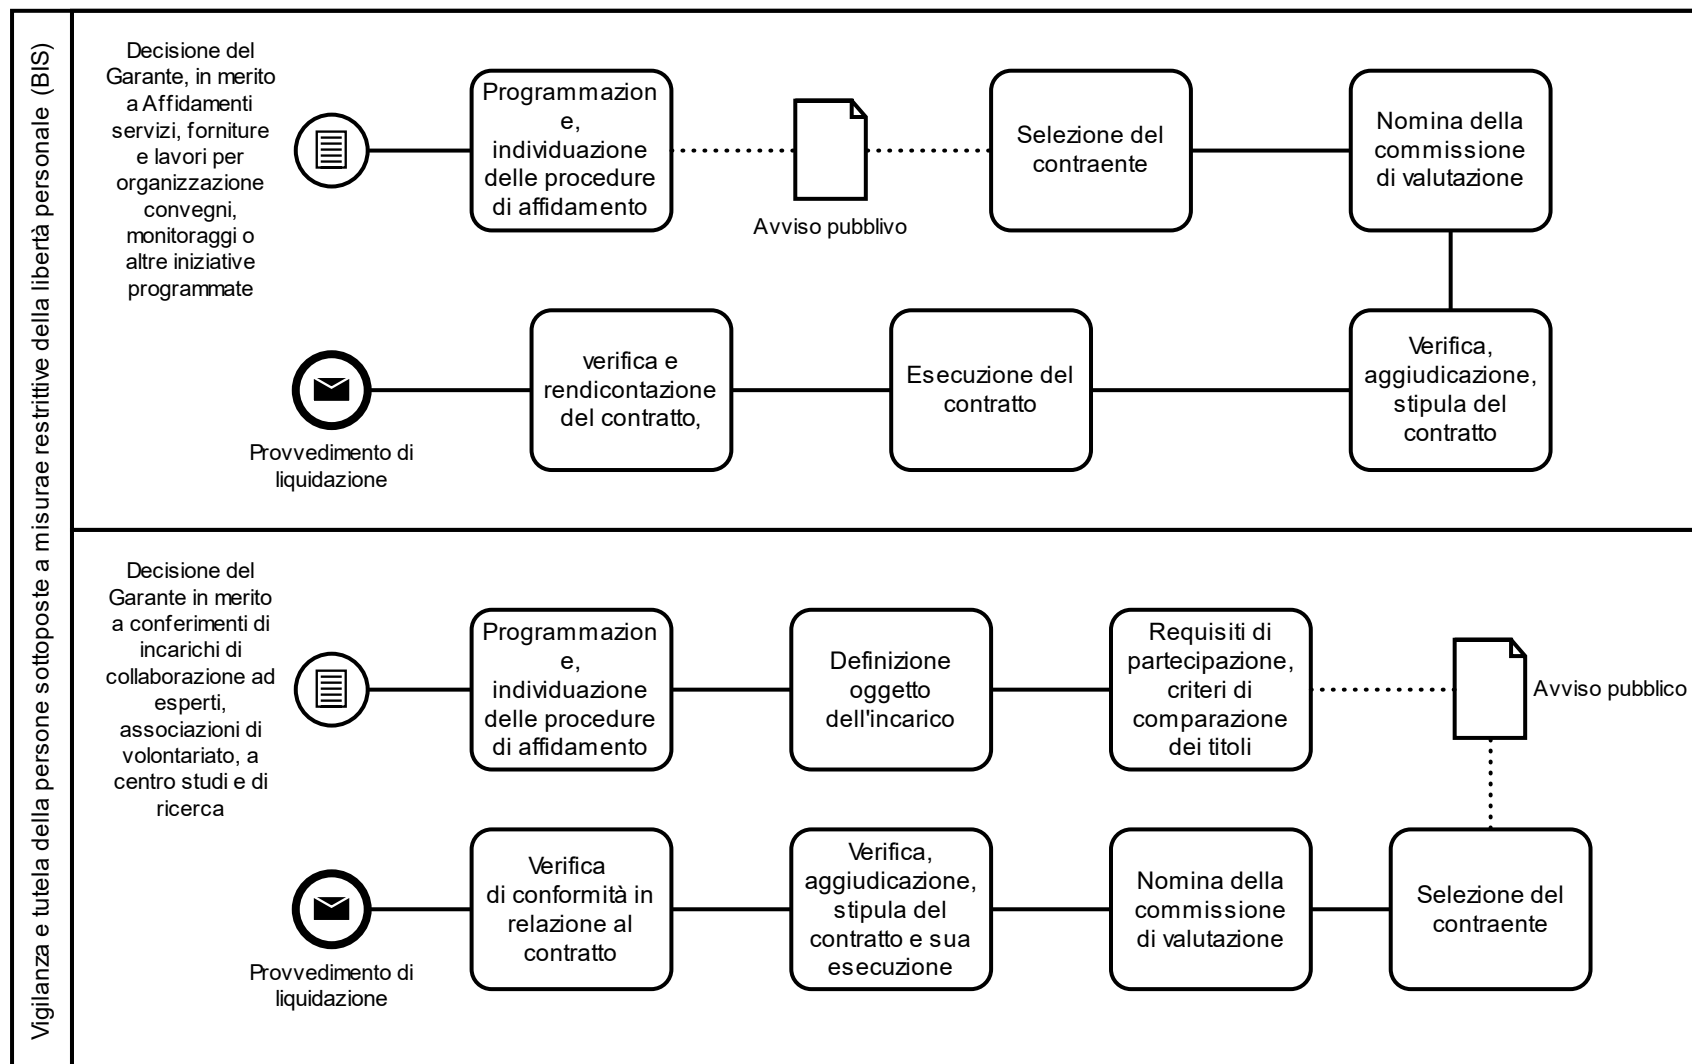 Vigilanza e tutela della persone sottoposte a misurae restrittive della libertà personale (BIS)
Decisione del
Garante, in merito
a Affidamenti
servizi, forniture
e lavori per
organizzazione
convegni,
monitoraggi o
altre iniziative
programmate
Programmazion
e,
individuazione
delle procedure
di affidamento
Avviso pubblivo
Selezione del
contraente
Nomina della
commissione
di valutazione
Verifica,
aggiudicazione,
stipula del
contratto
Esecuzione del
contratto
verifica e
rendicontazione
del contratto,
Provvedimento di
liquidazione
Decisione del
Garante in merito
a conferimenti di
incarichi di
collaborazione ad
esperti,
associazioni di
volontariato, a
centro studi e di
ricerca
Programmazion
e,
individuazione
delle procedure
di affidamento
Definizione
oggetto
dell'incarico
Requisiti di
partecipazione,
criteri di
comparazione
dei titoli
Avviso pubblico
Selezione del
contraente
Nomina della
commissione
di valutazione
Verifica,
aggiudicazione,
stipula del
contratto e sua
esecuzione
Verifica
di conformità in
relazione al
contratto
Provvedimento di
liquidazione